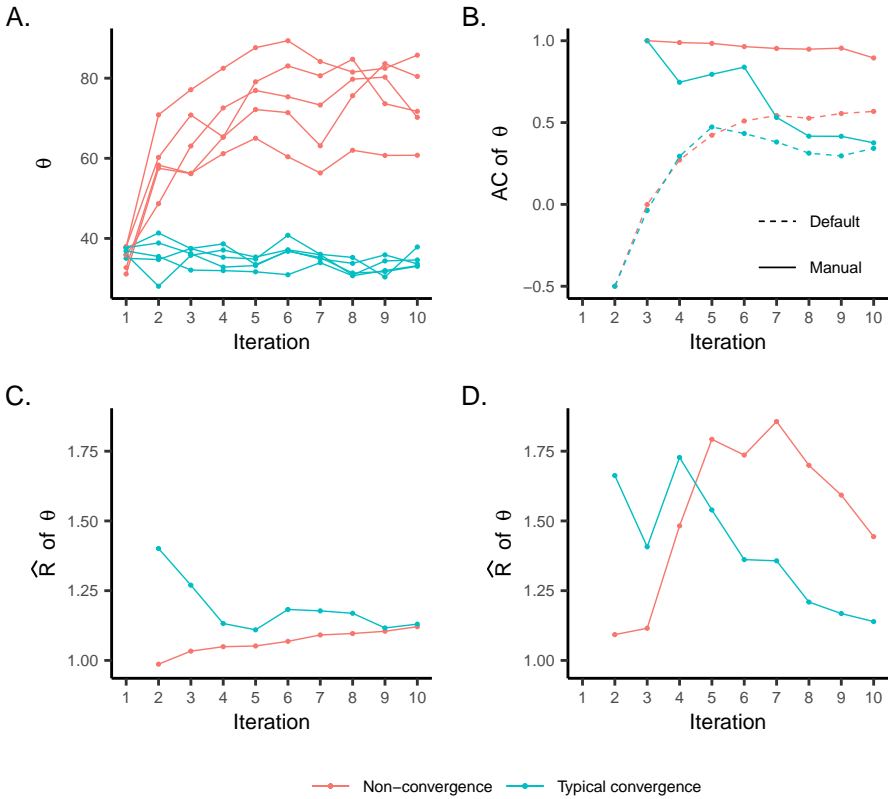 A.
θ
80
60
40
1 2 3 4 5 6 7 8 9 10
Iteration
B.
AC of θ
1.0
0.5
0.0
−0.5
Default
Manual
1 2 3 4 5 6 7 8 9 10
Iteration
C.
R̂ of θ
1.75
1.50
1.25
1.00
1 2 3 4 5 6 7 8 9 10
Iteration
D.
R̂ of θ
1.75
1.50
1.25
1.00
1 2 3 4 5 6 7 8 9 10
Iteration
Non−convergence Typical convergence